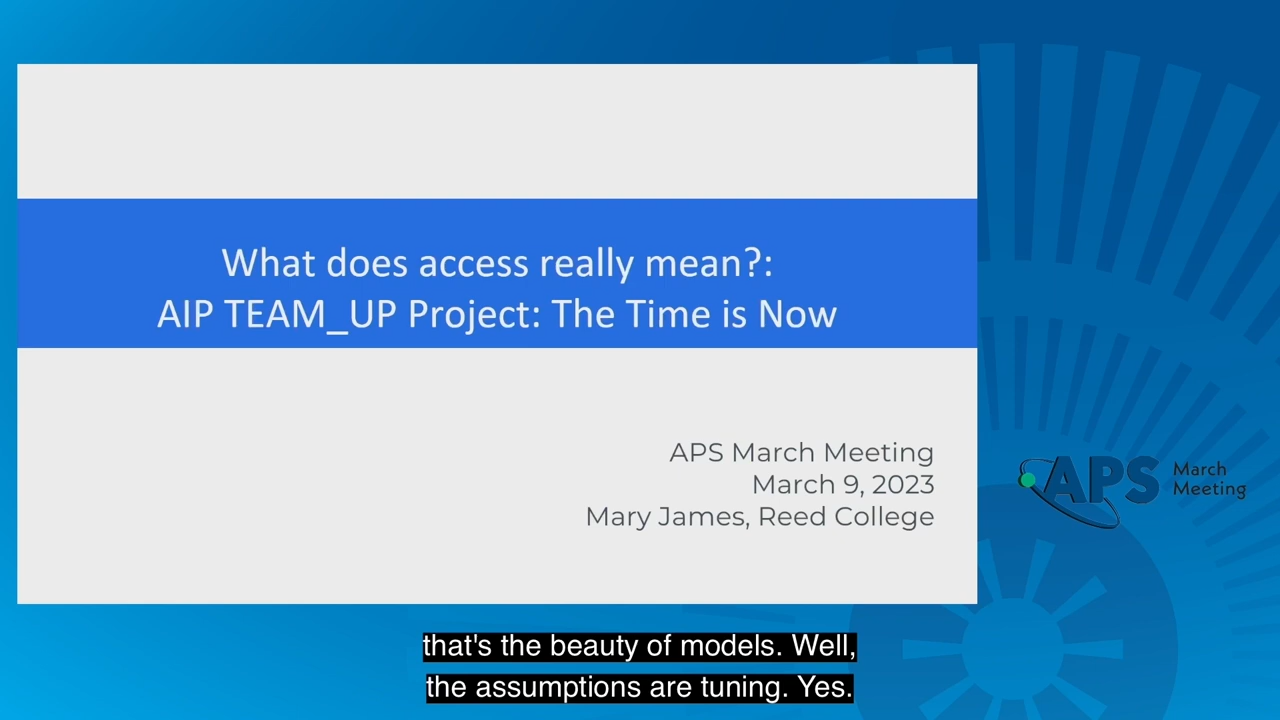 What does access really mean?:
AIP TEAM_UP Project: The Time is Now
APS March Meeting
March 9, 2023
Mary James, Reed College
APS March
Meeting
that's the beauty of models. Well,
the assumptions are tuning. Yes.